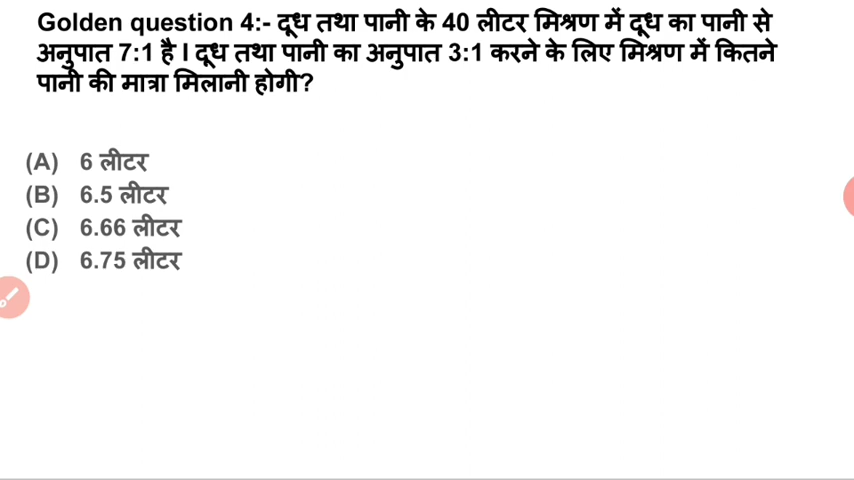 Golden question 4:- दूध तथा पानी के 40 लीटर मिश्रण में दूध का पानी से
अनुपात 7:1 है I दूध तथा पानी का अनुपात 3:1 करने के लिए मिश्रण में कितने
पानी की मात्रा मिलानी होगी?
(A) 6 लीटर
(B) 6.5 लीटर
(C) 6.66 लीटर
(D) 6.75 लीटर